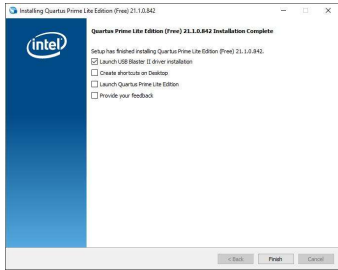 Installing Quartus Prime Lite Edition (Free) 21.1.0.842
intel
Quartus Prime Lite Edition (Free) 21.1.0.842 Installation Complete
Setup has finished installing Quartus Prime Lite Edition (Free) 21.1.0.842.
Launch USB Blaster II driver installation
Create shortcuts on Desktop
Launch Quartus Prime Lite Edition
Provide your feedback
< Back Finish Cancel